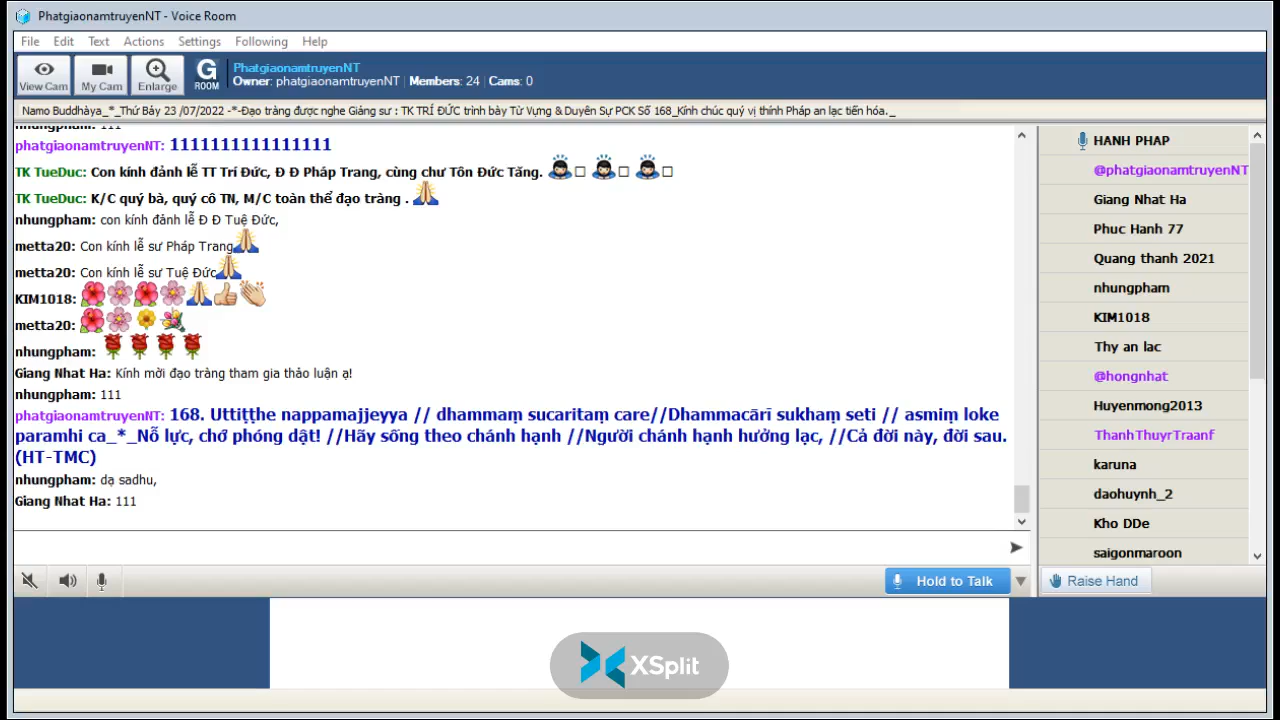 PhatgiaonamtruyenNT - Voice Room
File Edit Text Actions Settings Following Help
View Cam My Cam Enlarge G ROOM PhatgiaonamtruyenNT
Owner: phatgiaonamtruyenNT | Members: 24 | Cams: 0
Namo Buddhàya_*_Thứ Bảy 23 /07/2022 -*-Đạo tràng được nghe Giảng sư : TK TRÍ ĐỨC trình bày Từ Vựng & Duyên Sự PCK Số 168_Kính chúc quý vị thính Pháp an lạc tiến hóa._
nhungpham: 111
phatgiaonamtruyenNT: 1111111111111111
TK TueDuc: Con kính đảnh lễ TT Trí Đức, Đ Đ Pháp Trang, cùng chư Tôn Đức Tăng.
TK TueDuc: K/C quý bà, quý cô TN, M/C toàn thể đạo tràng .
nhungpham: con kính đảnh lễ Đ Đ Tuệ Đức,
metta20: Con kính lễ sư Pháp Trang
metta20: Con kính lễ sư Tuệ Đức
KIM1018:
metta20:
nhungpham:
Giang Nhat Ha: Kính mời đạo tràng tham gia thảo luận ạ!
nhungpham: 111
phatgiaonamtruyenNT: 168. Uttiṭṭhe nappamajjeyya // dhammaṃ sucaritaṃ care//Dhammacārī sukhaṃ seti // asmiṃ loke
paramhi ca_*_Nỗ lực, chớ phóng dật! //Hãy sống theo chánh hạnh //Người chánh hạnh hưởng lạc, //Cả đời này, đời sau.
(HT-TMC)
nhungpham: dạ sadhu,
Giang Nhat Ha: 111
HANH PHAP
@phatgiaonamtruyenNT
Giang Nhat Ha
Phuc Hanh 77
Quang thanh 2021
nhungpham
KIM1018
Thy an lac
@hongnhat
Huyenmong2013
ThanhThuyrTraanf
karuna
daohuynh_2
Kho DDe
saigonmaroon
Hold to Talk
Raise Hand
XSplit